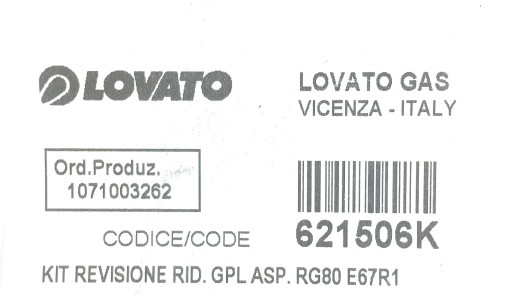 LOVATO
LOVATO GAS
VICENZA - ITALY
Ord.Produz.
1071003262
CODICE/CODE
621506K
KIT REVISIONE RID. GPL ASP. RG80 E67R1